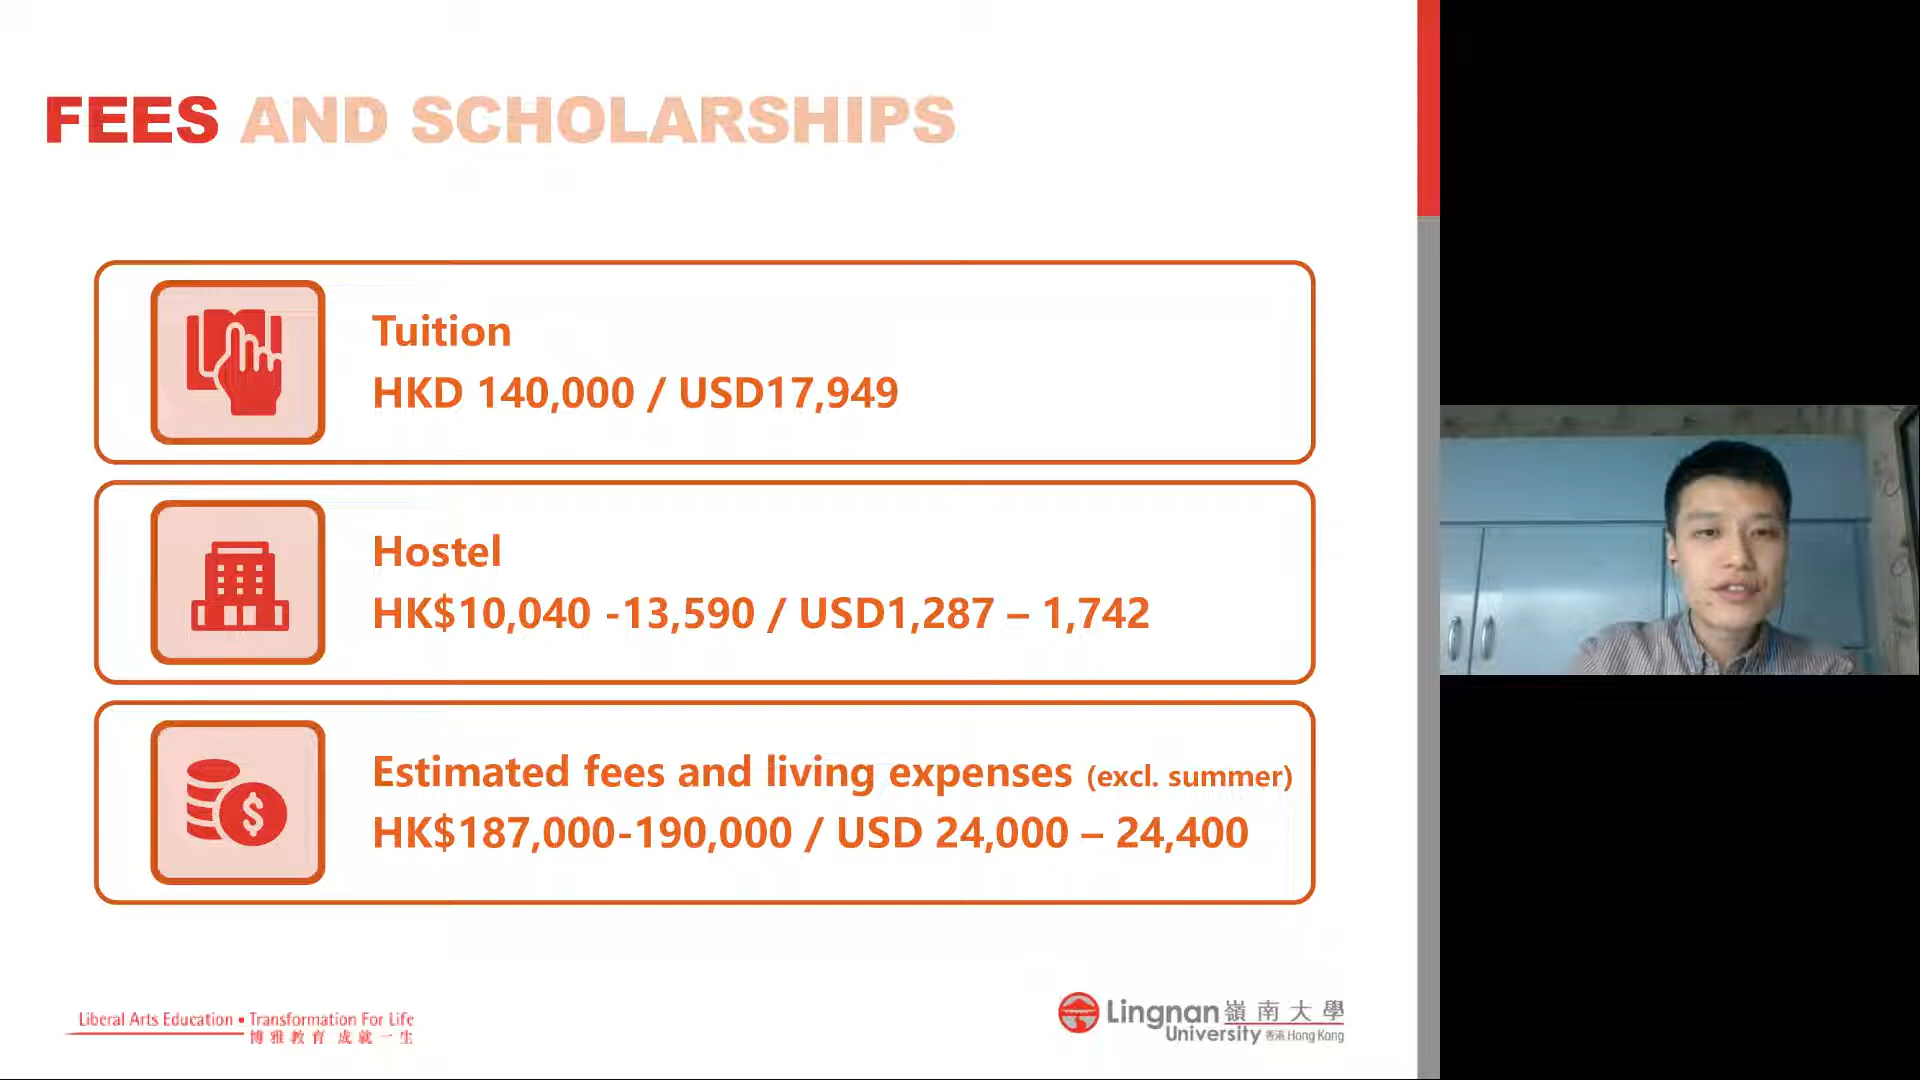 FEES AND SCHOLARSHIPS
Tuition
HKD 140,000 / USD17,949
Hostel
HK$10,040 -13,590 / USD1,287 – 1,742
Estimated fees and living expenses (excl. summer)
HK$187,000-190,000 / USD 24,000 – 24,400
$
Liberal Arts Education • Transformation For Life
博雅教育 成就一生
Lingnan 嶺南大學
University 香港 Hong Kong